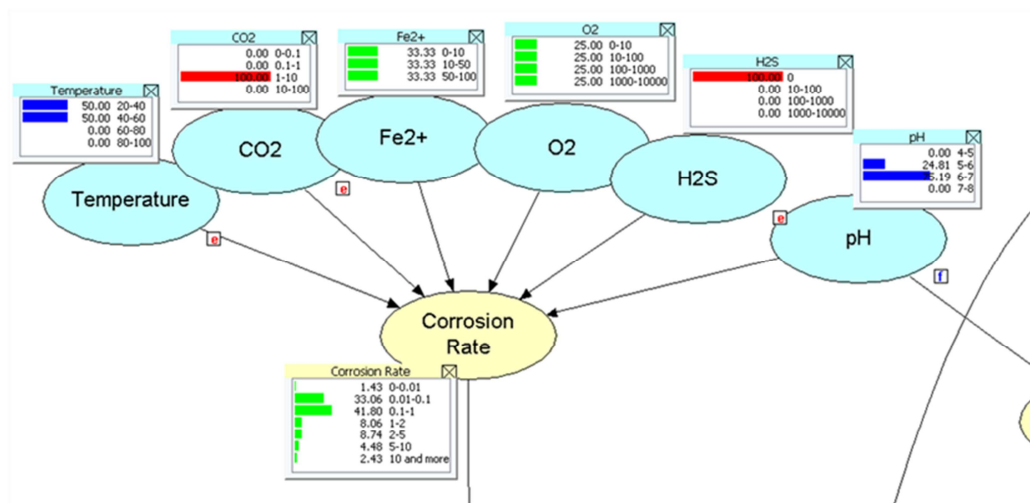 CO2
0.00 0-0.1
0.00 0.1-1
100.00 1-10
0.00 10-100
Fe2+
33.33 0-10
33.33 10-50
33.33 50-100
O2
25.00 0-10
25.00 10-100
25.00 100-1000
25.00 1000-10000
H2S
100.00 0
0.00 10-100
0.00 100-1000
0.00 1000-10000
Temperature
50.00 20-40
50.00 40-60
0.00 60-80
0.00 80-100
pH
0.00 4-5
24.81 5-6
5.19 6-7
0.00 7-8
Temperature
e
CO2
e
Fe2+
O2
H2S
e
pH
f
Corrosion
Rate
Corrosion Rate
1.43 0-0.01
33.06 0.01-0.1
41.80 0.1-1
8.06 1-2
8.74 2-5
4.48 5-10
2.43 10 and more